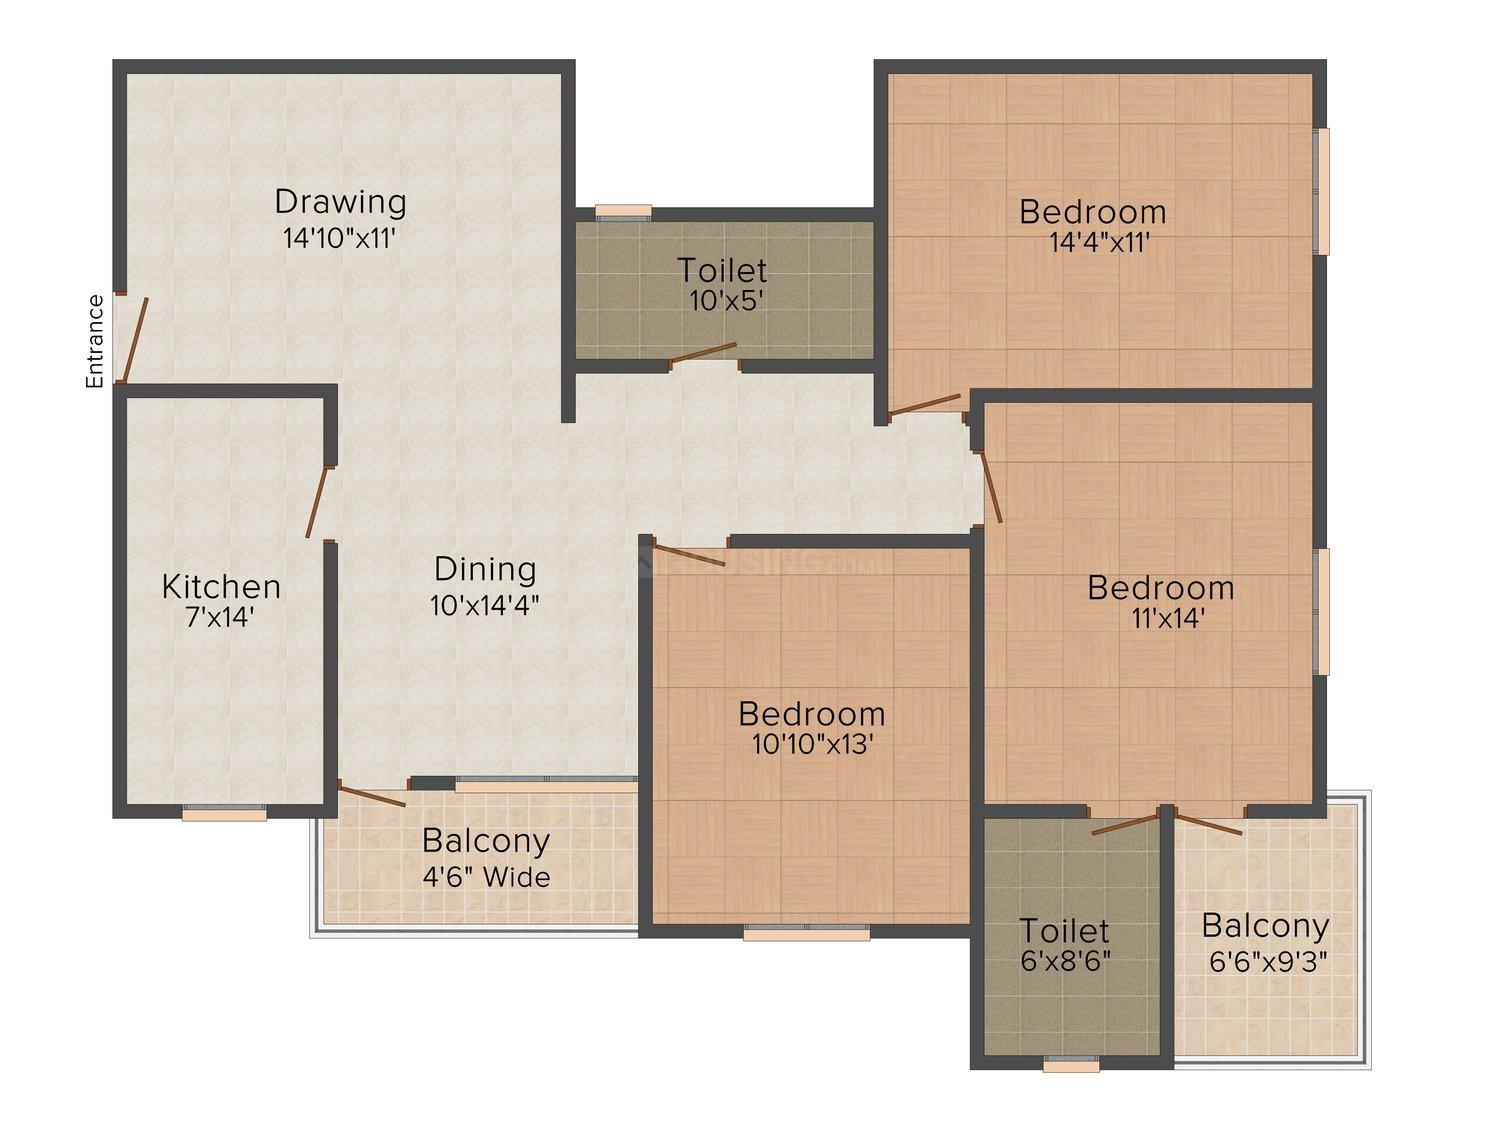 Drawing
14'10"x11'
Bedroom
14'4"x11'
Toilet
10'x5'
Entrance
Kitchen
7'x14'
Dining
10'x14'4"
Bedroom
11'x14'
Bedroom
10'10"x13'
Balcony
4'6" Wide
Toilet
6'x8'6"
Balcony
6'6"x9'3"